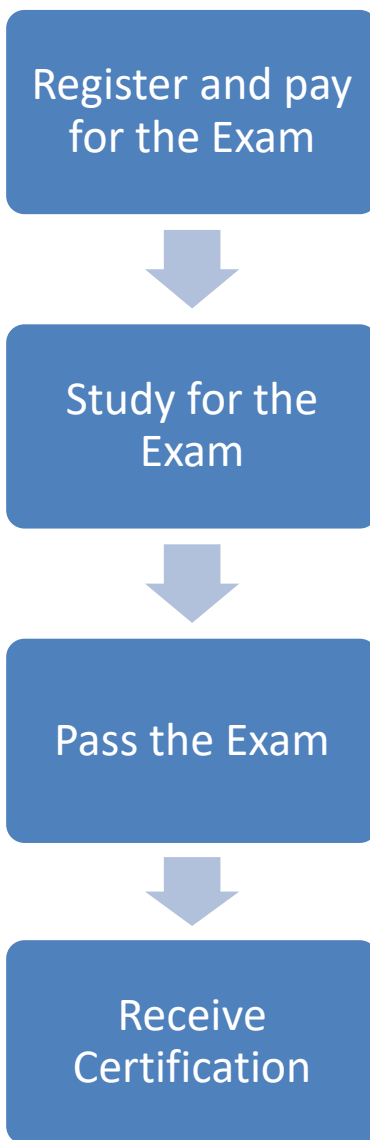 Register and pay
for the Exam
Study for the
Exam
Pass the Exam
Receive
Certification